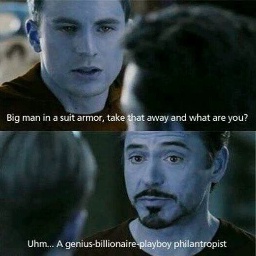 Big man in a suit armor, take that away and what are you?
Uhm... A genius-billionaire-playboy philantropist